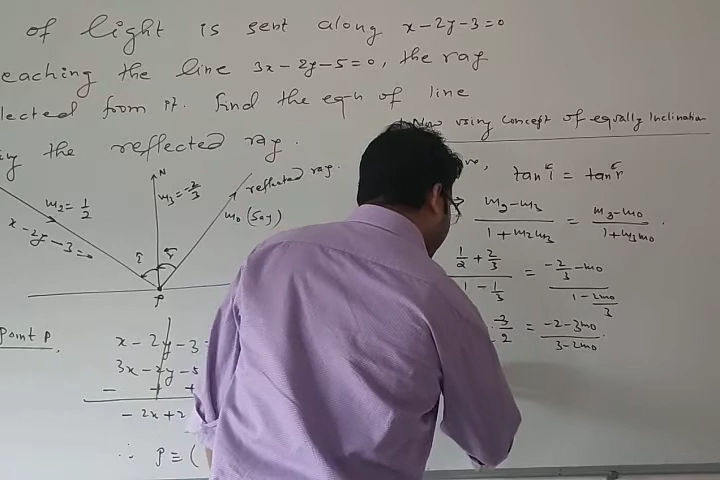 of light is sent along x-2y-3=0
eaching the line 3x-2y-5=0, the ray
lected from it. Find the eqn of line
the reflected ray.
Now using concept of equally Inclination
tan i = tan r
N
m₂=1/2
x-2y-3=0
m₃=-2/3
reflected ray.
m₀ (say)
i
r
P
m₂-m₃/1+m₂m₃ = m₃-m₀/1+m₃m₀.
1/2+2/3/1-1/3 = -2/3-m₀/1-2m₀/3
3/2 = -2-3m₀/3-2m₀.
Point P,
x-2y-3
3x-2y-5
- + +
-2x+2
∴ P≡(